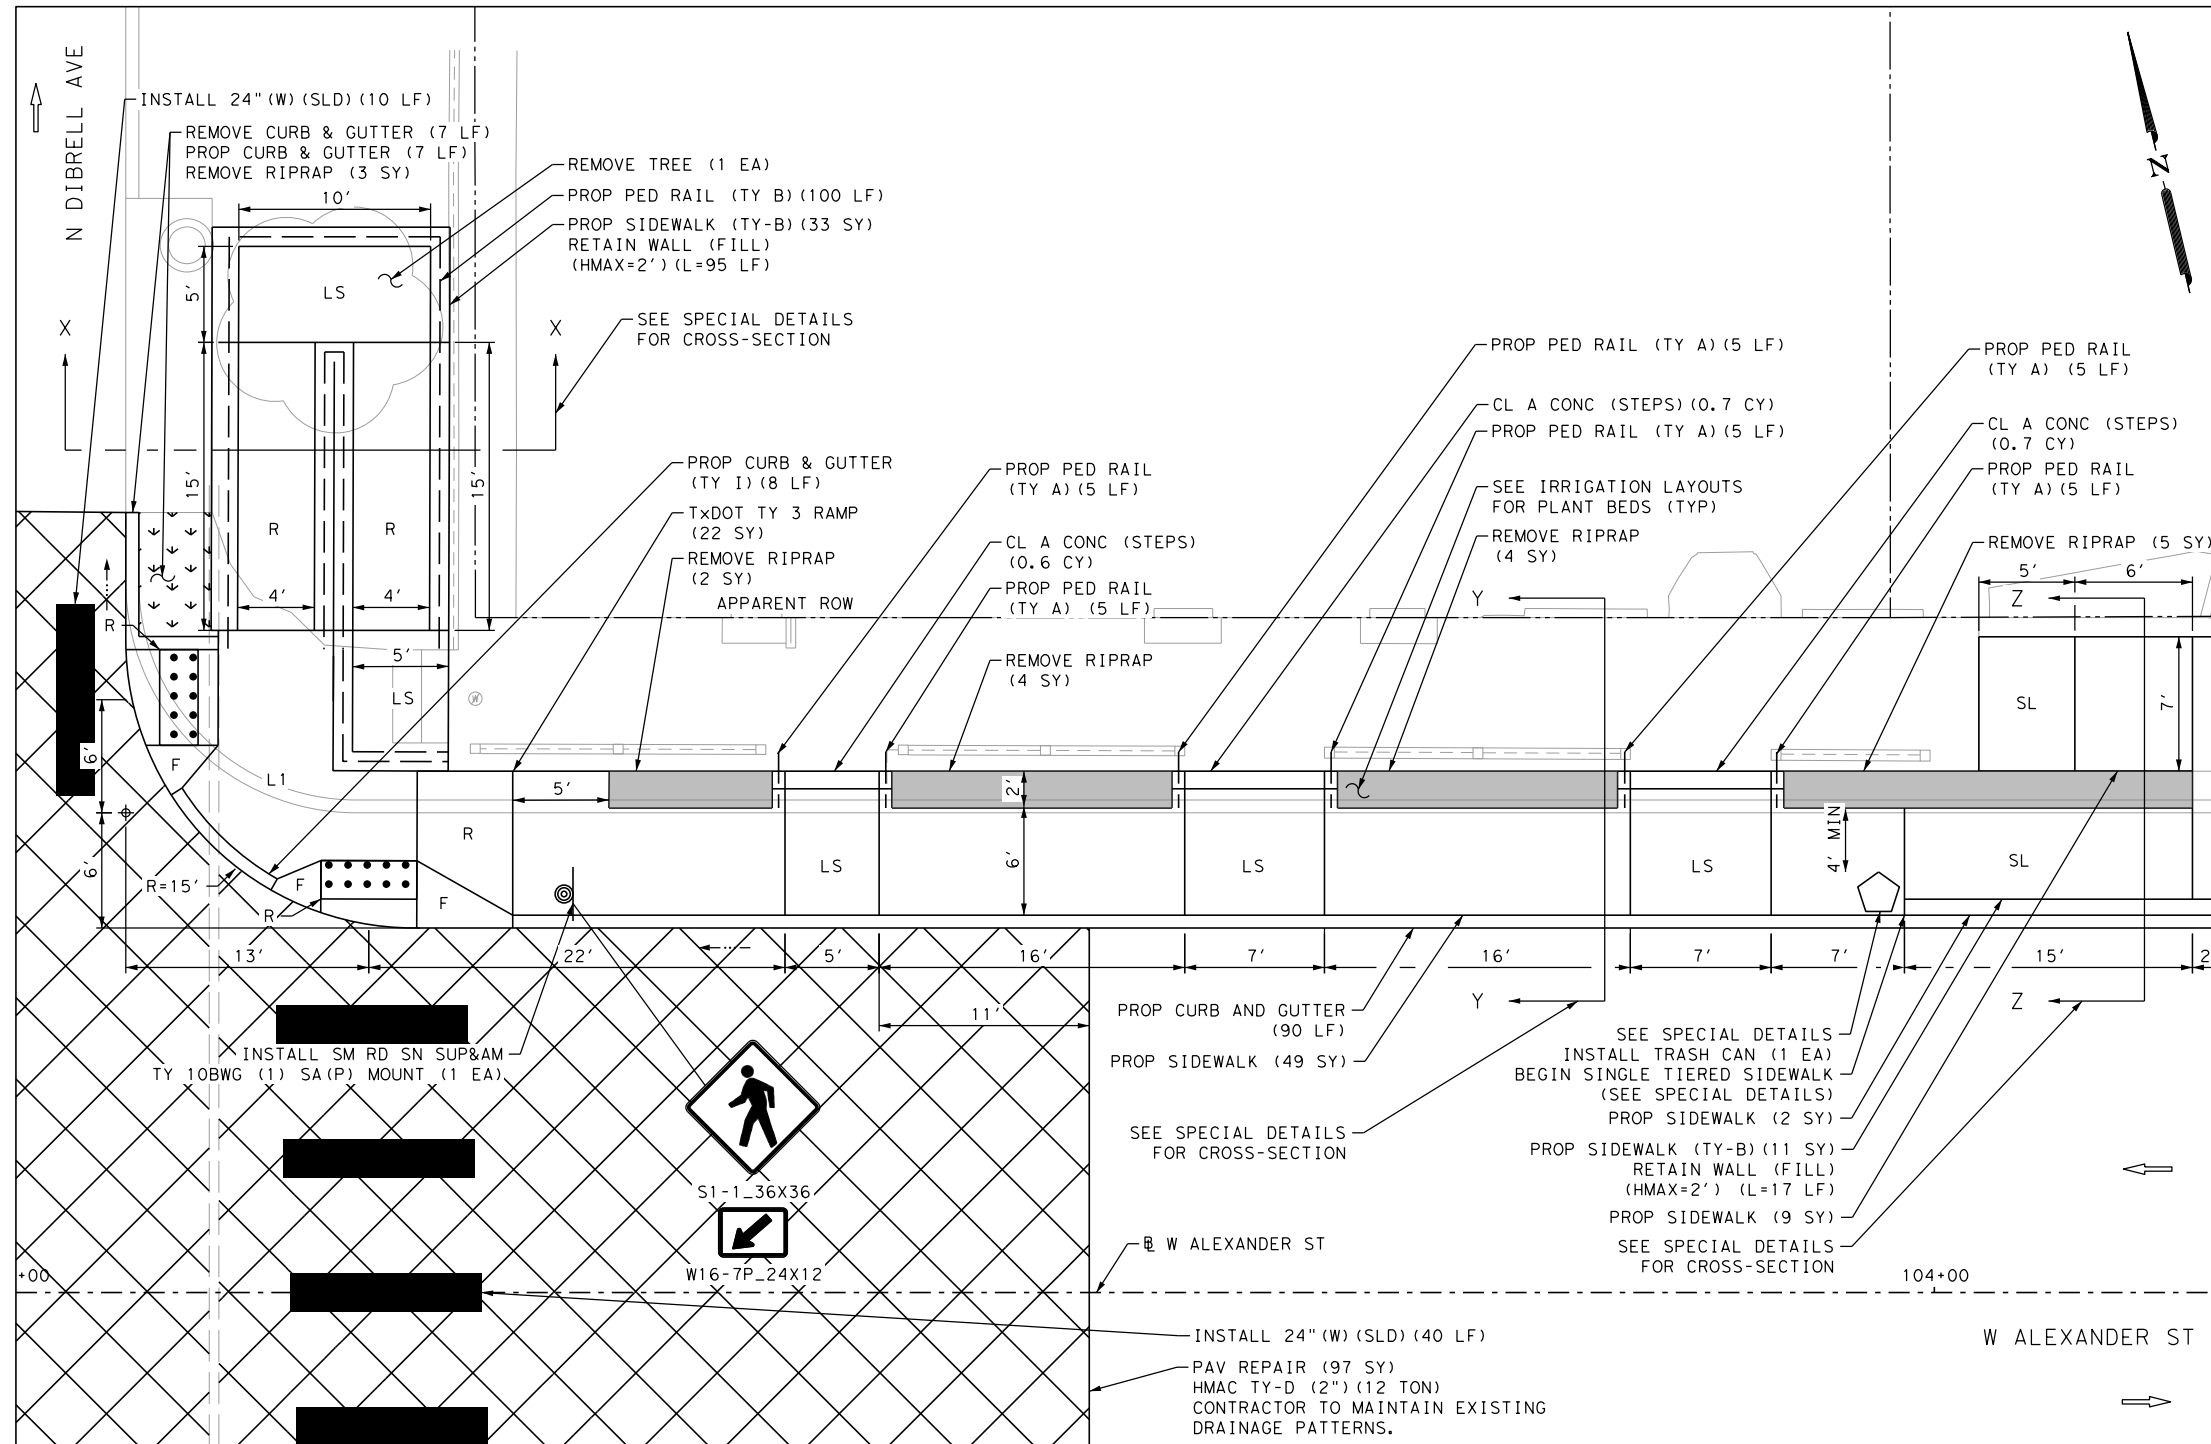 N DIBRELL AVE
INSTALL 24"(W)(SLD)(10 LF)
REMOVE CURB & GUTTER (7 LF)
PROP CURB & GUTTER (7 LF)
REMOVE RIPRAP (3 SY)
10'
REMOVE TREE (1 EA)
PROP PED RAIL (TY B)(100 LF)
PROP SIDEWALK (TY-B)(33 SY)
RETAIN WALL (FILL)
(HMAX=2')(L=95 LF)
N
5'
LS
X
X
SEE SPECIAL DETAILS
FOR CROSS-SECTION
15'
15'
R
R
4'
4'
R
5'
LS
PROP CURB & GUTTER
(TY I)(8 LF)
TxDOT TY 3 RAMP
(22 SY)
REMOVE RIPRAP
(2 SY)
APPARENT ROW
PROP PED RAIL
(TY A)(5 LF)
CL A CONC (STEPS)
(0.6 CY)
PROP PED RAIL
(TY A) (5 LF)
REMOVE RIPRAP
(4 SY)
PROP PED RAIL (TY A)(5 LF)
CL A CONC (STEPS)(0.7 CY)
PROP PED RAIL (TY A)(5 LF)
SEE IRRIGATION LAYOUTS
FOR PLANT BEDS (TYP)
REMOVE RIPRAP
(4 SY)
PROP PED RAIL
(TY A) (5 LF)
CL A CONC (STEPS)
(0.7 CY)
PROP PED RAIL
(TY A)(5 LF)
REMOVE RIPRAP (5 SY)
5'
6'
Y
Z
W
SL
7'
6'
F
L1
6'
R=15'
R
F
F
R
5'
LS
2'
6'
LS
LS
4' MIN
SL
13'
22'
5'
16'
7'
16'
7'
7'
15'
2
11'
Y
Z
INSTALL SM RD SN SUP&AM
TY 10BWG (1) SA(P) MOUNT (1 EA)
PROP CURB AND GUTTER
(90 LF)
PROP SIDEWALK (49 SY)
SEE SPECIAL DETAILS
FOR CROSS-SECTION
SEE SPECIAL DETAILS
INSTALL TRASH CAN (1 EA)
BEGIN SINGLE TIERED SIDEWALK
(SEE SPECIAL DETAILS)
PROP SIDEWALK (2 SY)
PROP SIDEWALK (TY-B)(11 SY)
RETAIN WALL (FILL)
(HMAX=2') (L=17 LF)
PROP SIDEWALK (9 SY)
SEE SPECIAL DETAILS
FOR CROSS-SECTION
S1-1_36X36
W16-7P_24X12
BL W ALEXANDER ST
+00
104+00
INSTALL 24"(W)(SLD)(40 LF)
W ALEXANDER ST
PAV REPAIR (97 SY)
HMAC TY-D (2")(12 TON)
CONTRACTOR TO MAINTAIN EXISTING
DRAINAGE PATTERNS.